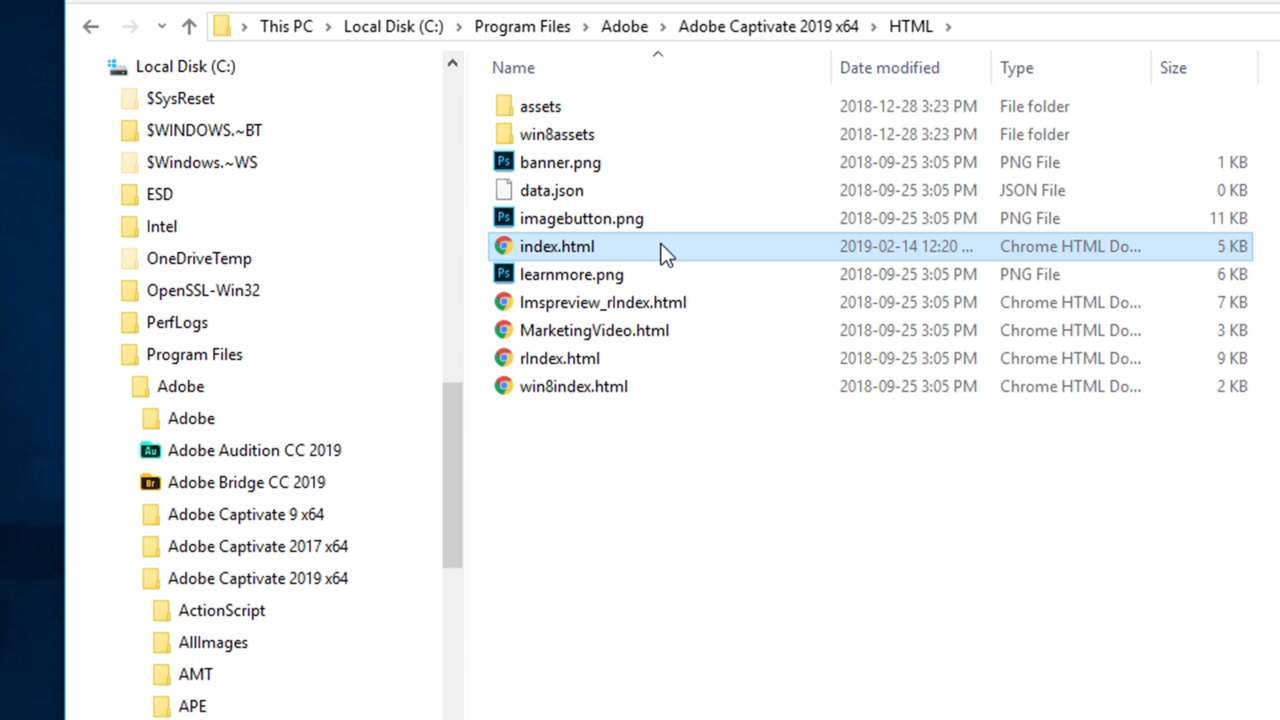 This PC > Local Disk (C:) > Program Files > Adobe > Adobe Captivate 2019 x64 > HTML >
Local Disk (C:)
$SysReset
$WINDOWS.~BT
$Windows.~WS
ESD
Intel
OneDriveTemp
OpenSSL-Win32
PerfLogs
Program Files
Adobe
Adobe
Au Adobe Audition CC 2019
Br Adobe Bridge CC 2019
Adobe Captivate 9 x64
Adobe Captivate 2017 x64
Adobe Captivate 2019 x64
ActionScript
AllImages
AMT
APE
Name Date modified Type Size
assets 2018-12-28 3:23 PM File folder
win8assets 2018-12-28 3:23 PM File folder
Ps banner.png 2018-09-25 3:05 PM PNG File 1 KB
data.json 2018-09-25 3:05 PM JSON File 0 KB
Ps imagebutton.png 2018-09-25 3:05 PM PNG File 11 KB
index.html 2019-02-14 12:20 ... Chrome HTML Do... 5 KB
Ps learnmore.png 2018-09-25 3:05 PM PNG File 6 KB
lmspreview_rIndex.html 2018-09-25 3:05 PM Chrome HTML Do... 7 KB
MarketingVideo.html 2018-09-25 3:05 PM Chrome HTML Do... 3 KB
rIndex.html 2018-09-25 3:05 PM Chrome HTML Do... 9 KB
win8index.html 2018-09-25 3:05 PM Chrome HTML Do... 2 KB